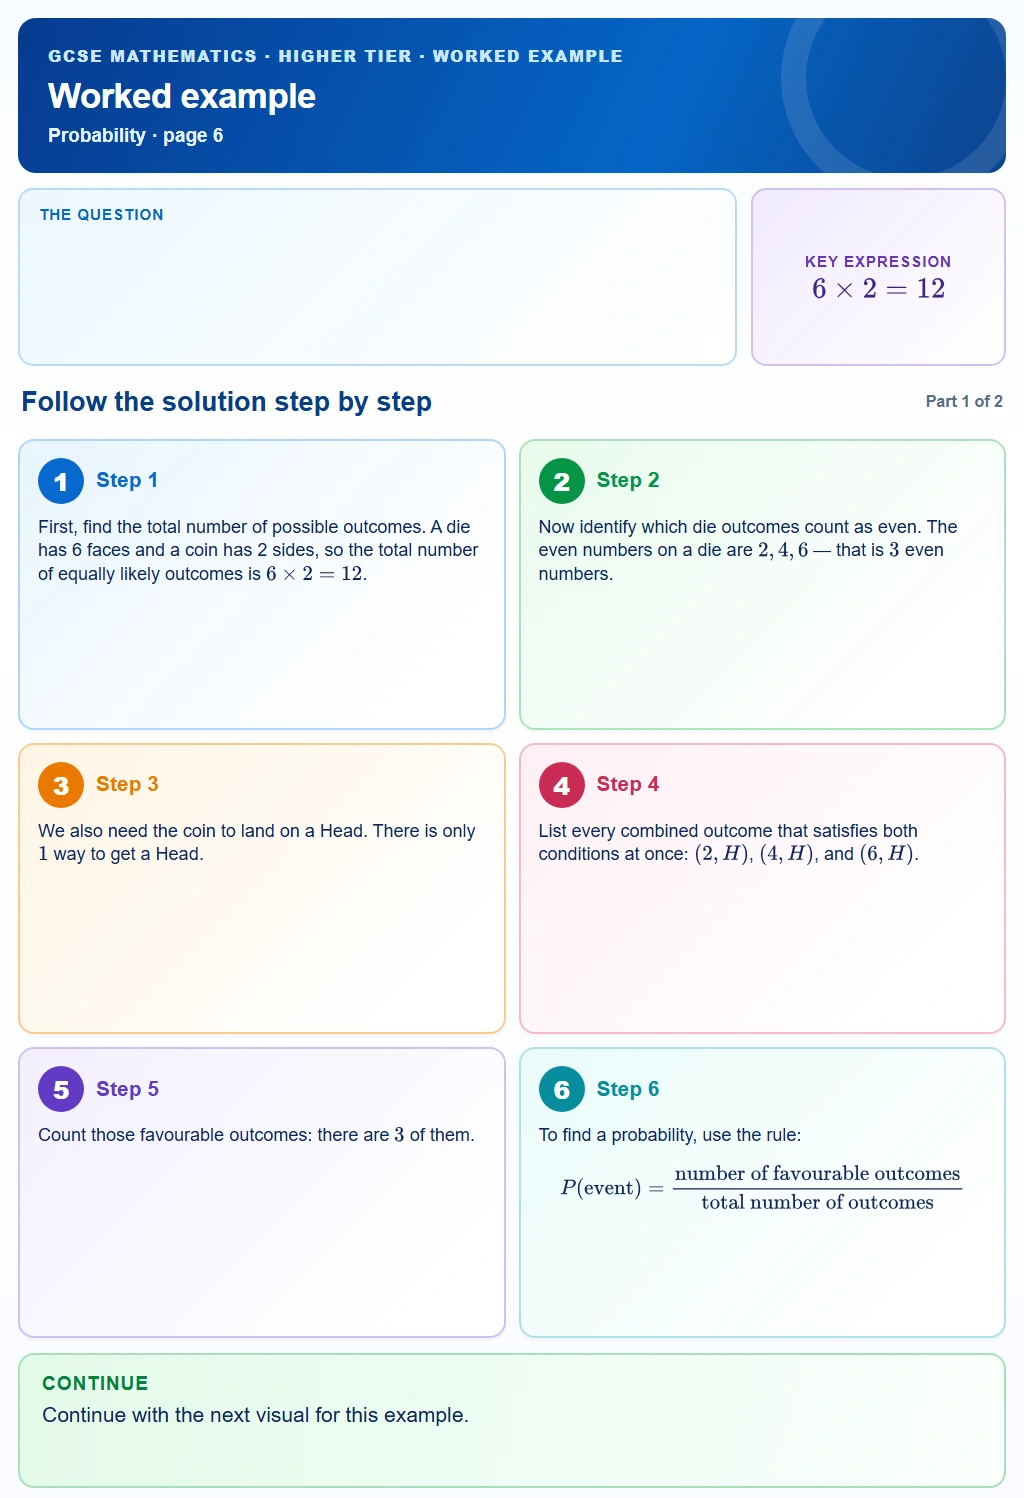 GCSE MATHEMATICS · HIGHER TIER · WORKED EXAMPLE
Worked example
Probability · page 6
THE QUESTION
KEY EXPRESSION
6 × 2 = 12
Follow the solution step by step
Part 1 of 2
1 Step 1
First, find the total number of possible outcomes. A die
has 6 faces and a coin has 2 sides, so the total number
of equally likely outcomes is 6 × 2 = 12.
2 Step 2
Now identify which die outcomes count as even. The
even numbers on a die are 2, 4, 6 — that is 3 even
numbers.
3 Step 3
We also need the coin to land on a Head. There is only
1 way to get a Head.
4 Step 4
List every combined outcome that satisfies both
conditions at once: (2, H), (4, H), and (6, H).
5 Step 5
Count those favourable outcomes: there are 3 of them.
6 Step 6
To find a probability, use the rule:
P(event) = number of favourable outcomes
total number of outcomes
CONTINUE
Continue with the next visual for this example.